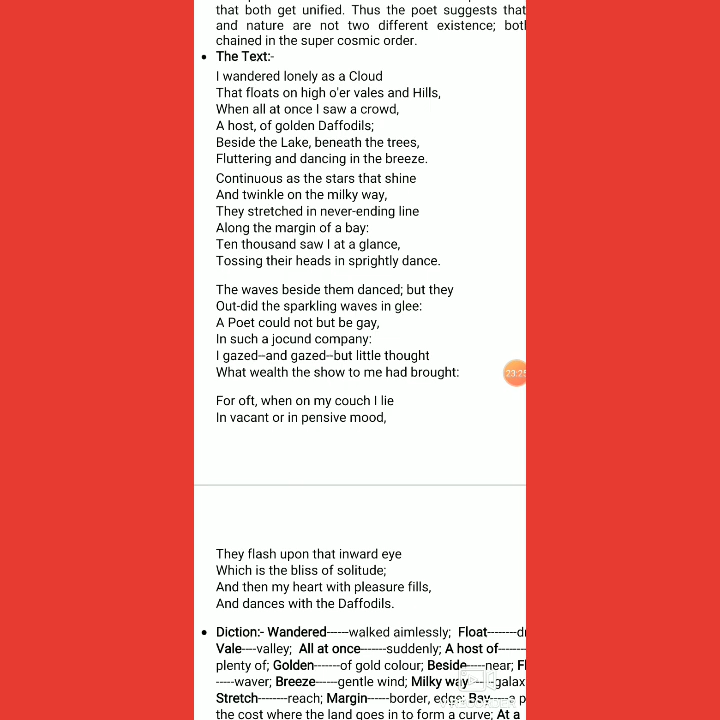 that both get unified. Thus the poet suggests that
and nature are not two different existence; both
chained in the super cosmic order.
• The Text:-
I wandered lonely as a Cloud
That floats on high o'er vales and Hills,
When all at once I saw a crowd,
A host, of golden Daffodils;
Beside the Lake, beneath the trees,
Fluttering and dancing in the breeze.
Continuous as the stars that shine
And twinkle on the milky way,
They stretched in never-ending line
Along the margin of a bay:
Ten thousand saw I at a glance,
Tossing their heads in sprightly dance.
The waves beside them danced; but they
Out-did the sparkling waves in glee:
A Poet could not but be gay,
In such a jocund company:
I gazed--and gazed--but little thought
What wealth the show to me had brought:
23:25
For oft, when on my couch I lie
In vacant or in pensive mood,
They flash upon that inward eye
Which is the bliss of solitude;
And then my heart with pleasure fills,
And dances with the Daffodils.
• Diction:- Wandered------walked aimlessly; Float--------
Vale----valley; All at once-------suddenly; A host of-------
plenty of; Golden-------of gold colour; Beside-----near;
-----waver; Breeze------gentle wind; Milky way-----galax
Stretch--------reach; Margin------border, edge; Bay-----a
the cost where the land goes in to form a curve; At a